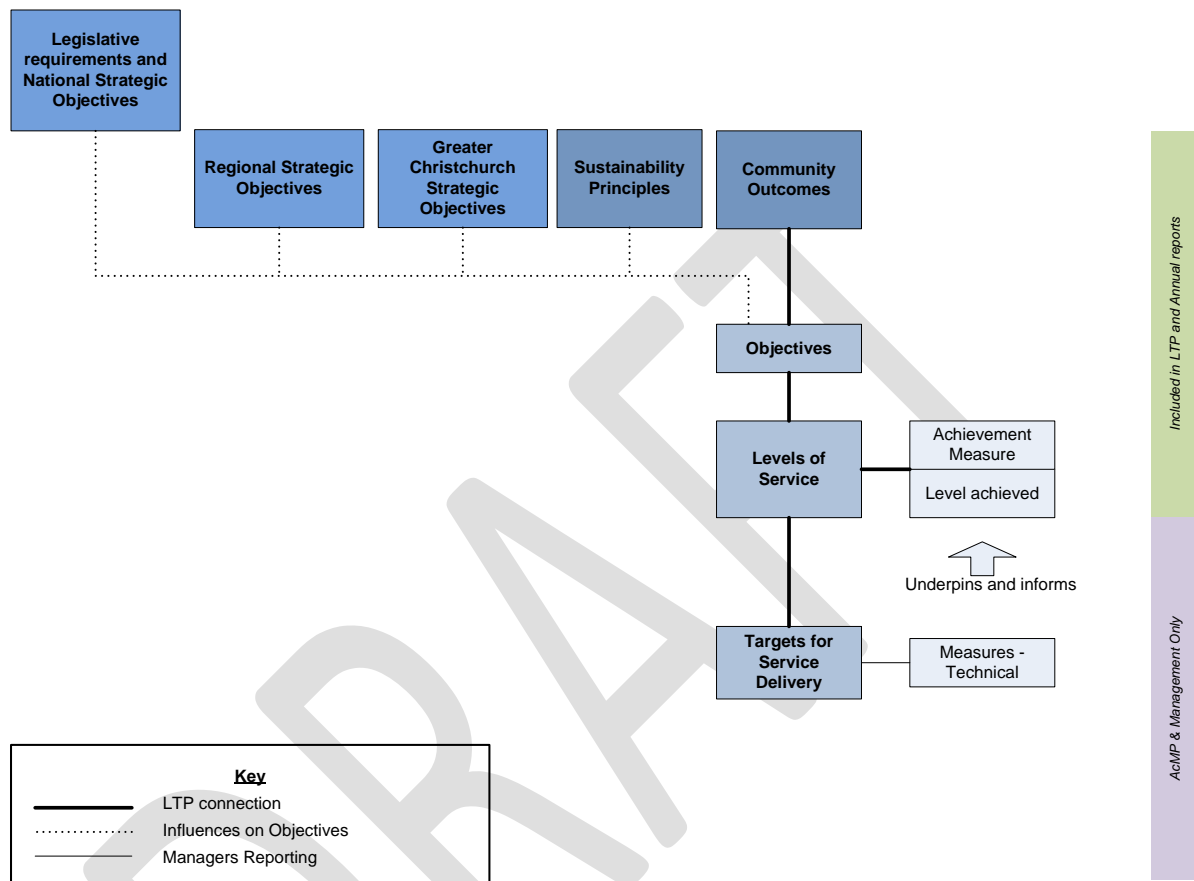 Legislative
requirements and
National Strategic
Objectives
Regional Strategic
Objectives
Greater
Christchurch
Strategic
Objectives
Sustainability
Principles
Community
Outcomes
Objectives
Levels of
Service
Achievement
Measure
Level achieved
Underpins and informs
Targets for
Service
Delivery
Measures -
Technical
Included in LTP and Annual reports
AcMP & Management Only
Key
LTP connection
Influences on Objectives
Managers Reporting
DRAFT